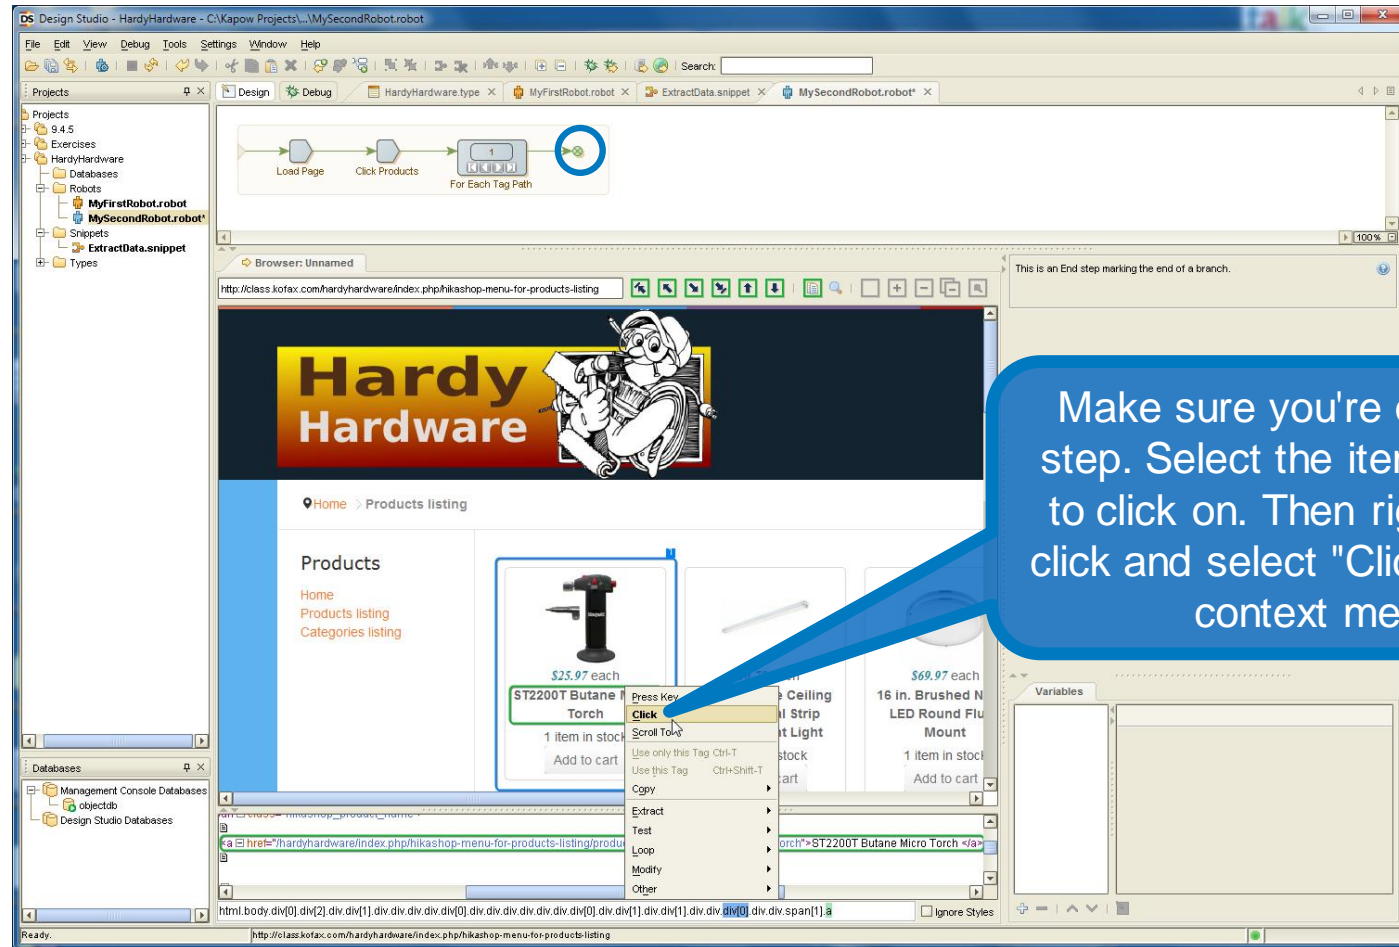 DS Design Studio - HardyHardware - C:\Kapow Projects\...\MySecondRobot.robot
File Edit View Debug Tools Settings Window Help
Search:
Projects
Design Debug HardyHardware.type MyFirstRobot.robot ExtractData.snippet MySecondRobot.robot*
Projects
9.4.5
Exercises
HardyHardware
Databases
Robots
MyFirstRobot.robot
MySecondRobot.robot*
Snippets
ExtractData.snippet
Types
Load Page
Click Products
1
For Each Tag Path
100%
Browser: Unnamed
http://class.kofax.com/hardyhardware/index.php/hikashop-menu-for-products-listing
This is an End step marking the end of a branch.
Hardy
Hardware
Home > Products listing
Products
Home
Products listing
Categories listing
1
$25.97 each
ST2200T Butane
Torch
1 item in stock
Add to cart
Ceiling
Strip
Light
stock
cart
$69.97 each
16 in. Brushed N
LED Round Flu
Mount
1 item in stock
Add to cart
Press Key
Click
Scroll To
Use only this Tag Ctrl-T
Use this Tag Ctrl+Shift-T
Copy
Extract
Test
Loop
Modify
Other
Make sure you're
step. Select the
to click on. Then
click and select
context
Variables
Databases
Management Console Databases
objectdb
Design Studio Databases
<a href="/hardyhardware/index.php/hikashop-menu-for-products-listing/produ
orch">ST2200T Butane Micro Torch </a>
html.body.div[0].div[2].div.div[1].div.div.div.div.div[0].div.div.div.div.div.div.div[0].div.div[1].div.div[1].div.div.div[0].div.div.span[1].a
Ignore Styles
Ready.
http://class.kofax.com/hardyhardware/index.php/hikashop-menu-for-products-listing